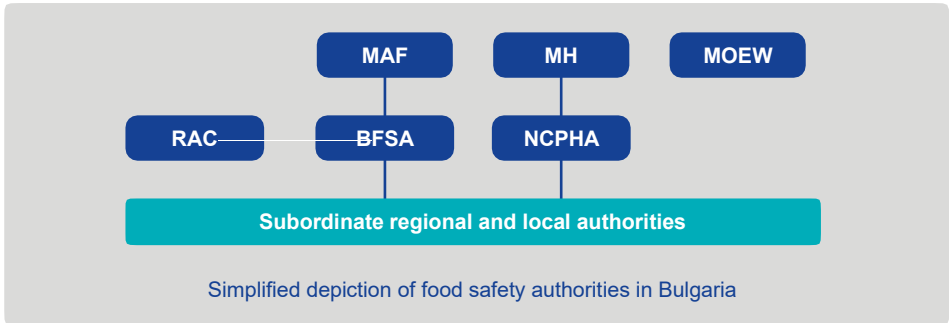 MAF
MH
MOEW
RAC
BFSA
NCPHA
Subordinate regional and local authorities
Simplified depiction of food safety authorities in Bulgaria